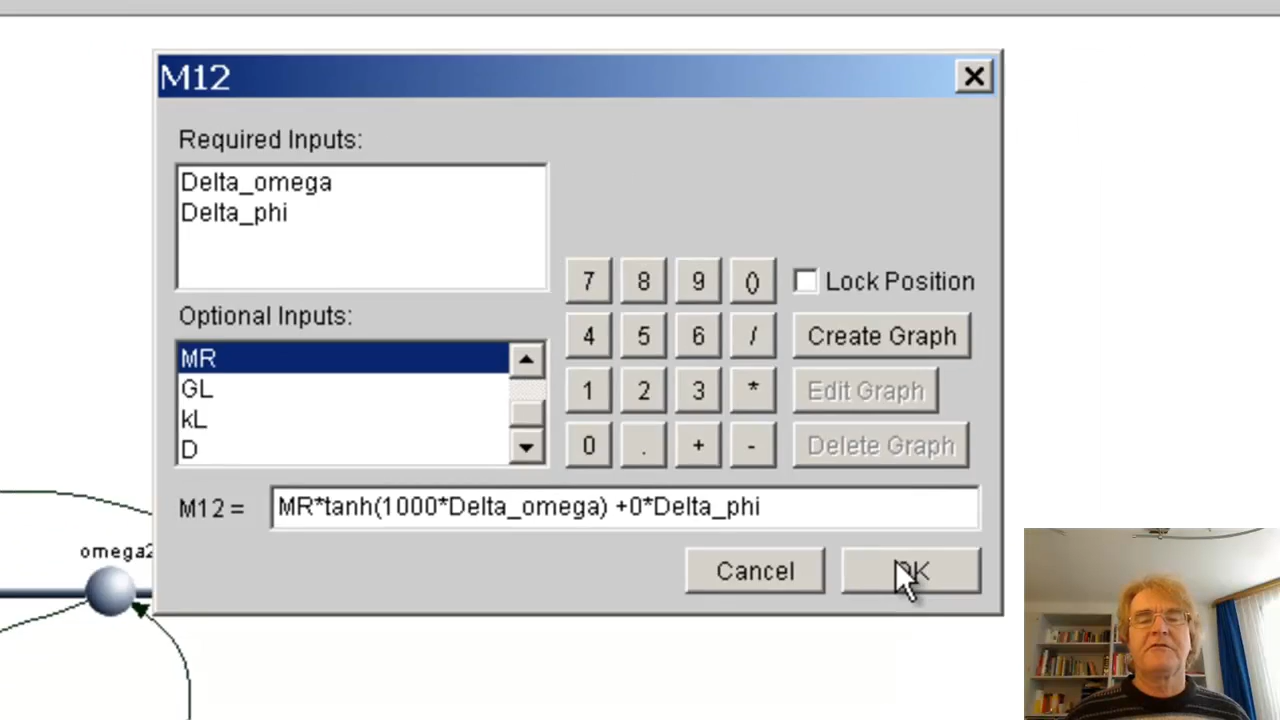 M12
Required Inputs:
Delta_omega
Delta_phi
7 8 9 ()
Lock Position
Optional Inputs:
4 5 6 /
Create Graph
MR
GL
kL
D
1 2 3 *
Edit Graph
0 . + -
Delete Graph
M12 = MR*tanh(1000*Delta_omega) +0*Delta_phi
omega2
Cancel
OK